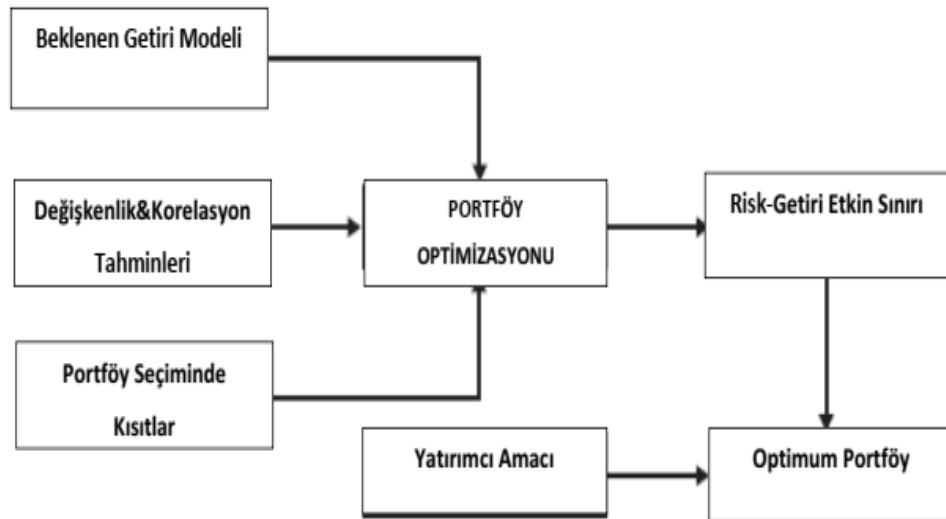 Beklenen Getiri Modeli
Değişkenlik&Korelasyon
Tahminleri
PORTFÖY
OPTİMİZASYONU
Risk-Getiri Etkin Sınırı
Portföy Seçiminde
Kısıtlar
Yatırımcı Amacı
Optimum Portföy